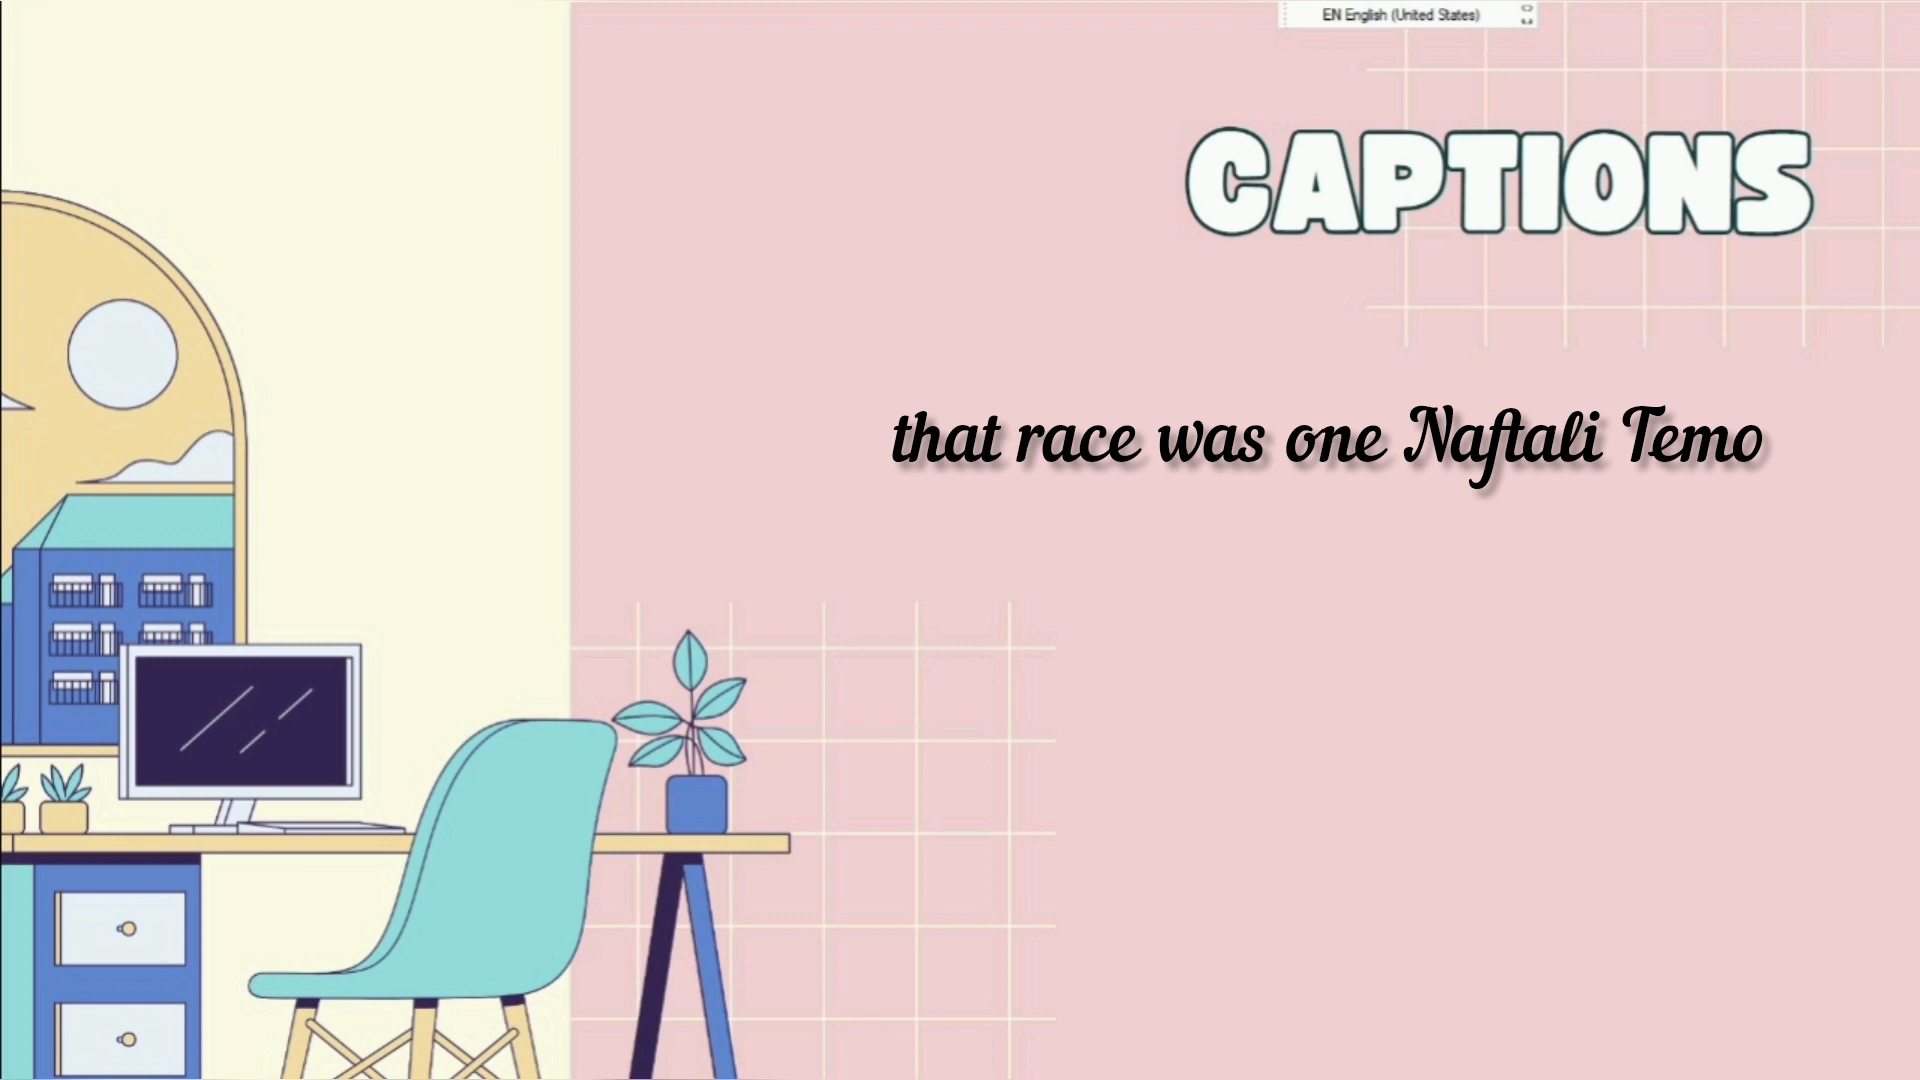 EN English (United States)
CAPTIONS
that race was one Naftali Temo